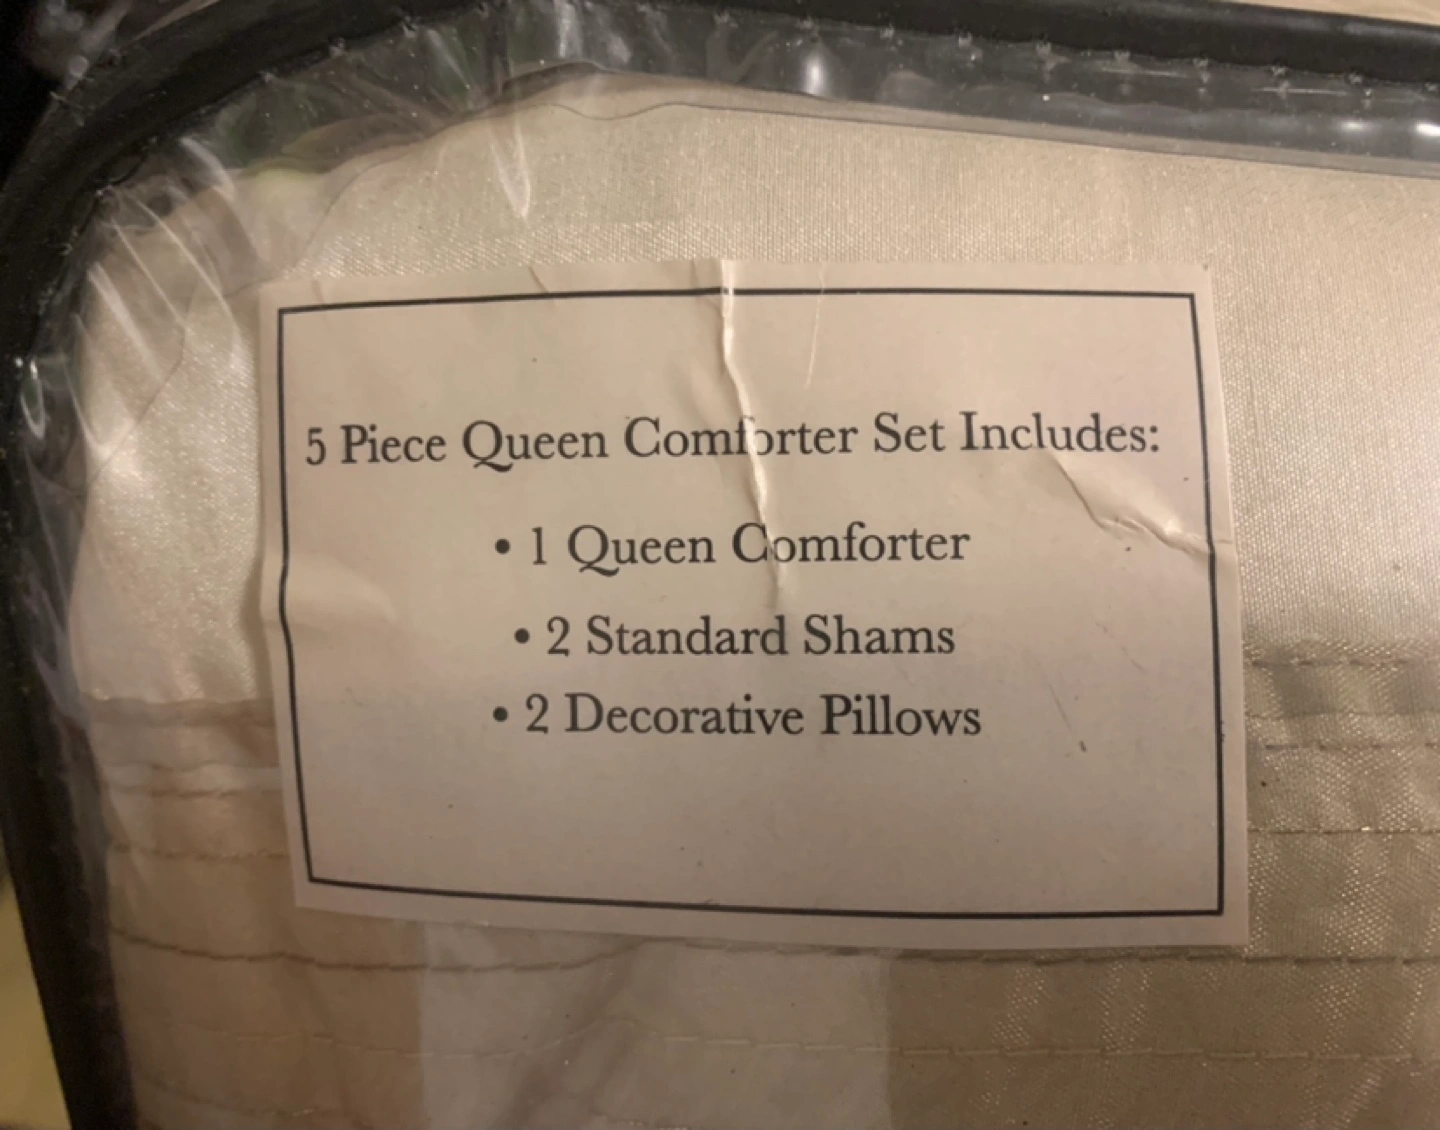 5 Piece Queen Comforter Set Includes:
• 1 Queen Comforter
• 2 Standard Shams
• 2 Decorative Pillows